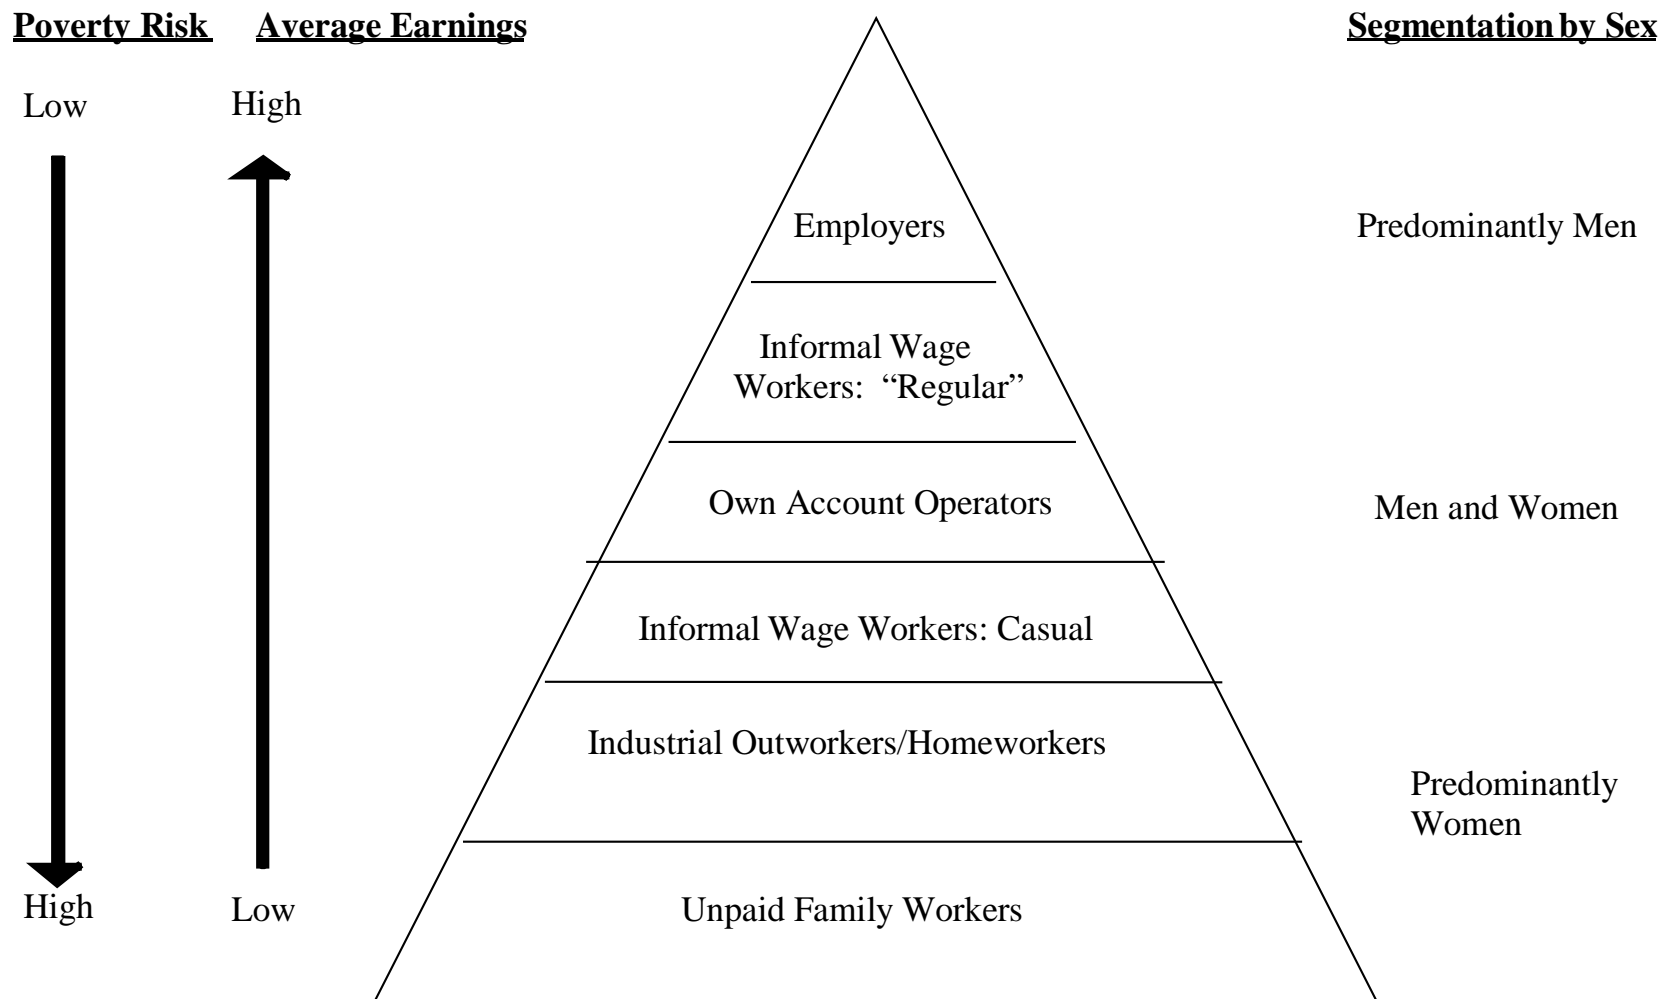 Poverty Risk
Average Earnings
Segmentation by Sex
Low
High
Employers
Predominantly Men
Informal Wage
Workers: “Regular”
Own Account Operators
Men and Women
Informal Wage Workers: Casual
Industrial Outworkers/Homeworkers
Predominantly
Women
High
Low
Unpaid Family Workers